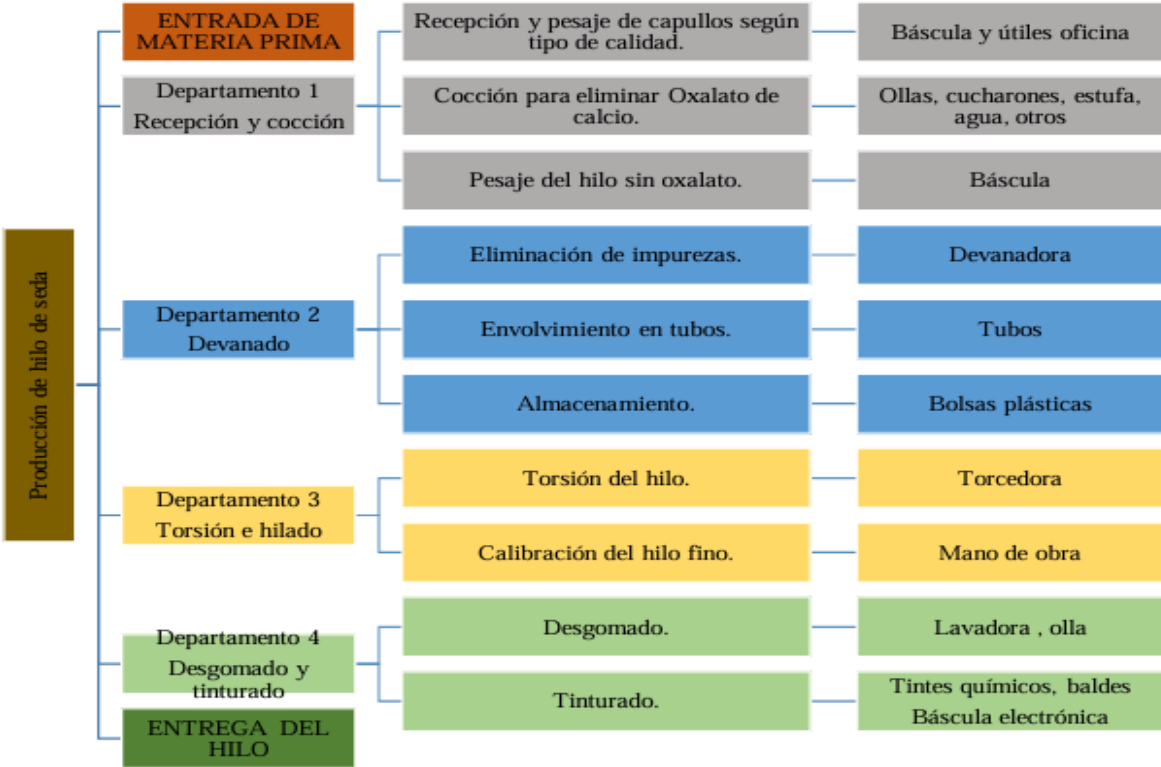 Producción de hilo de seda
ENTRADA DE
MATERIA PRIMA
Departamento 1
Recepción y cocción
Recepción y pesaje de capullos según
tipo de calidad.
Báscula y útiles oficina
Cocción para eliminar Oxalato de
calcio.
Ollas, cucharones, estufa,
agua, otros
Pesaje del hilo sin oxalato.
Báscula
Departamento 2
Devanado
Eliminación de impurezas.
Devanadora
Envolvimiento en tubos.
Tubos
Almacenamiento.
Bolsas plásticas
Departamento 3
Torsión e hilado
Torsión del hilo.
Torcedora
Calibración del hilo fino.
Mano de obra
Departamento 4
Desgomado y
tinturado
Desgomado.
Lavadora , olla
Tinturado.
Tintes químicos, baldes
Báscula electrónica
ENTREGA DEL
HILO